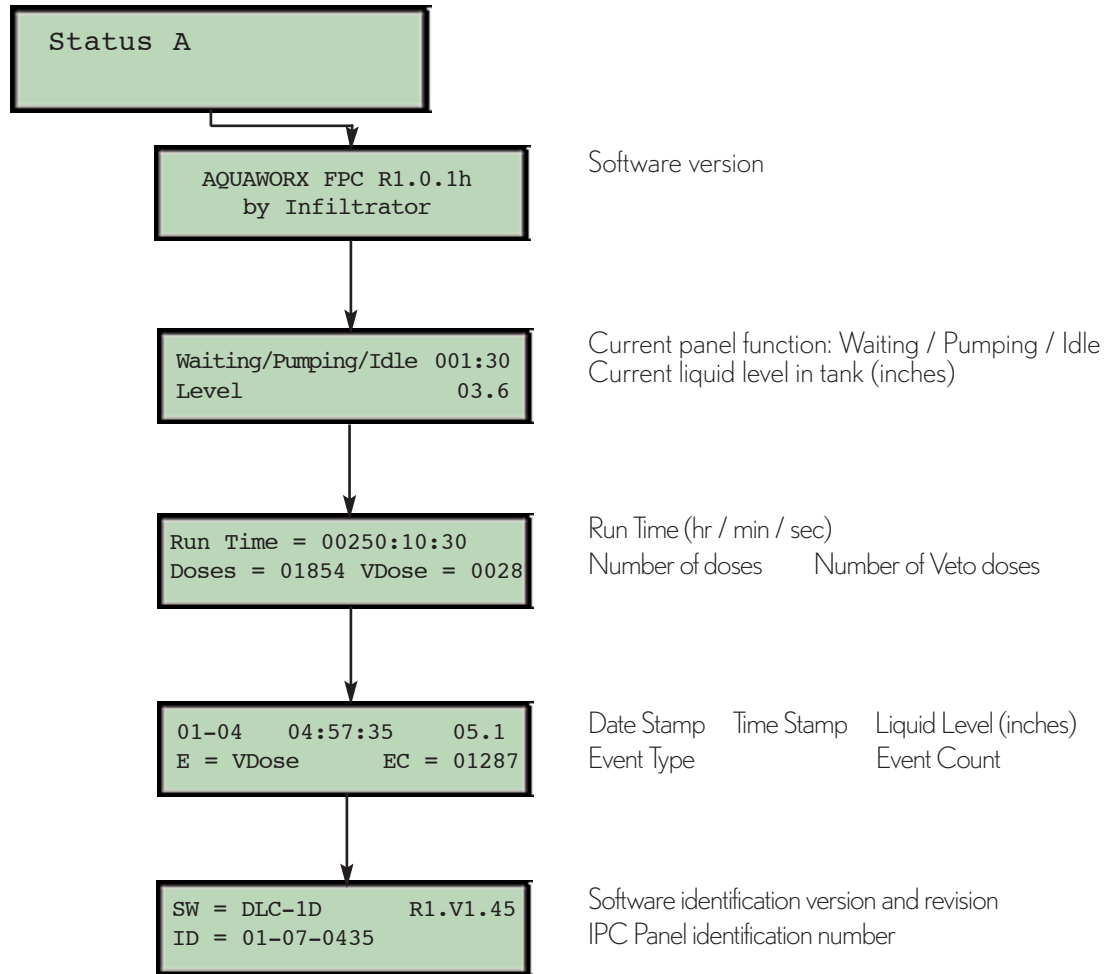 Status A
AQUAWORX FPC R1.0.1h
by Infiltrator
Software version
Waiting/Pumping/Idle 001:30
Level 03.6
Current panel function: Waiting / Pumping / Idle
Current liquid level in tank (inches)
Run Time = 00250:10:30
Doses = 01854 VDose = 0028
Run Time (hr / min / sec)
Number of doses Number of Veto doses
01-04 04:57:35 05.1
E = VDose EC = 01287
Date Stamp Time Stamp Liquid Level (inches)
Event Type Event Count
SW = DLC-1D R1.V1.45
ID = 01-07-0435
Software identification version and revision
IPC Panel identification number